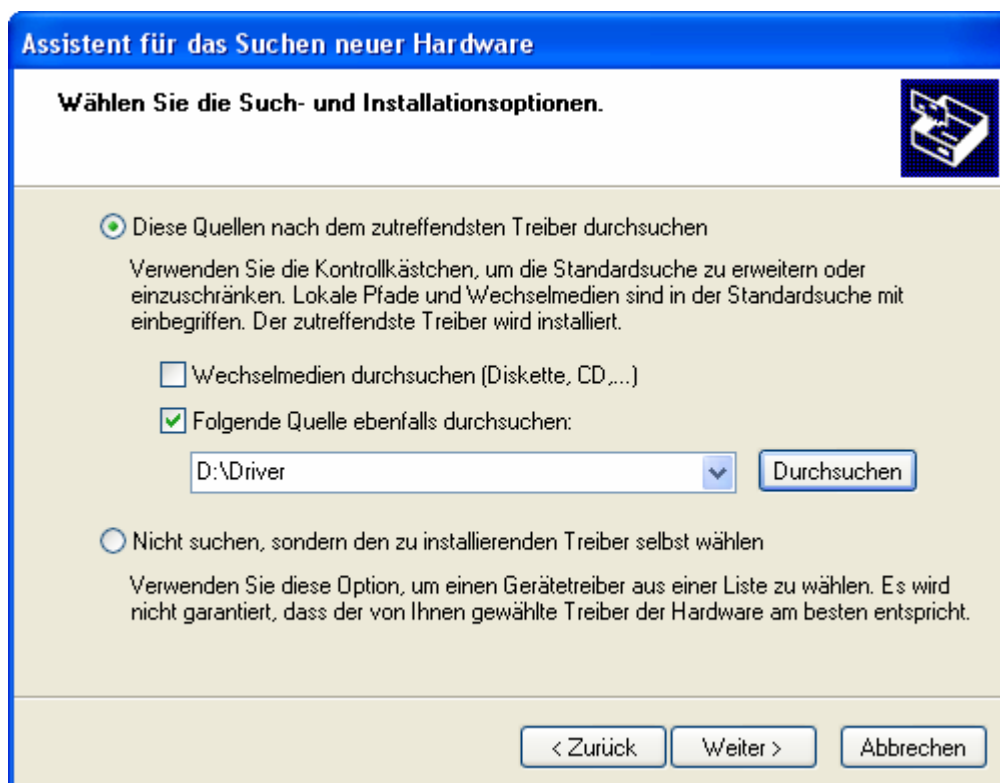 Assistent für das Suchen neuer Hardware
Wählen Sie die Such- und Installationsoptionen.
Diese Quellen nach dem zutreffendsten Treiber durchsuchen
Verwenden Sie die Kontrollkästchen, um die Standardsuche zu erweitern oder
einzuschränken. Lokale Pfade und Wechselmedien sind in der Standardsuche mit
einbegriffen. Der zutreffendste Treiber wird installiert.
Wechselmedien durchsuchen (Diskette, CD,...)
Folgende Quelle ebenfalls durchsuchen:
D:\Driver
Durchsuchen
Nicht suchen, sondern den zu installierenden Treiber selbst wählen
Verwenden Sie diese Option, um einen Gerätetreiber aus einer Liste zu wählen. Es wird
nicht garantiert, dass der von Ihnen gewählte Treiber der Hardware am besten entspricht.
< Zurück
Weiter >
Abbrechen